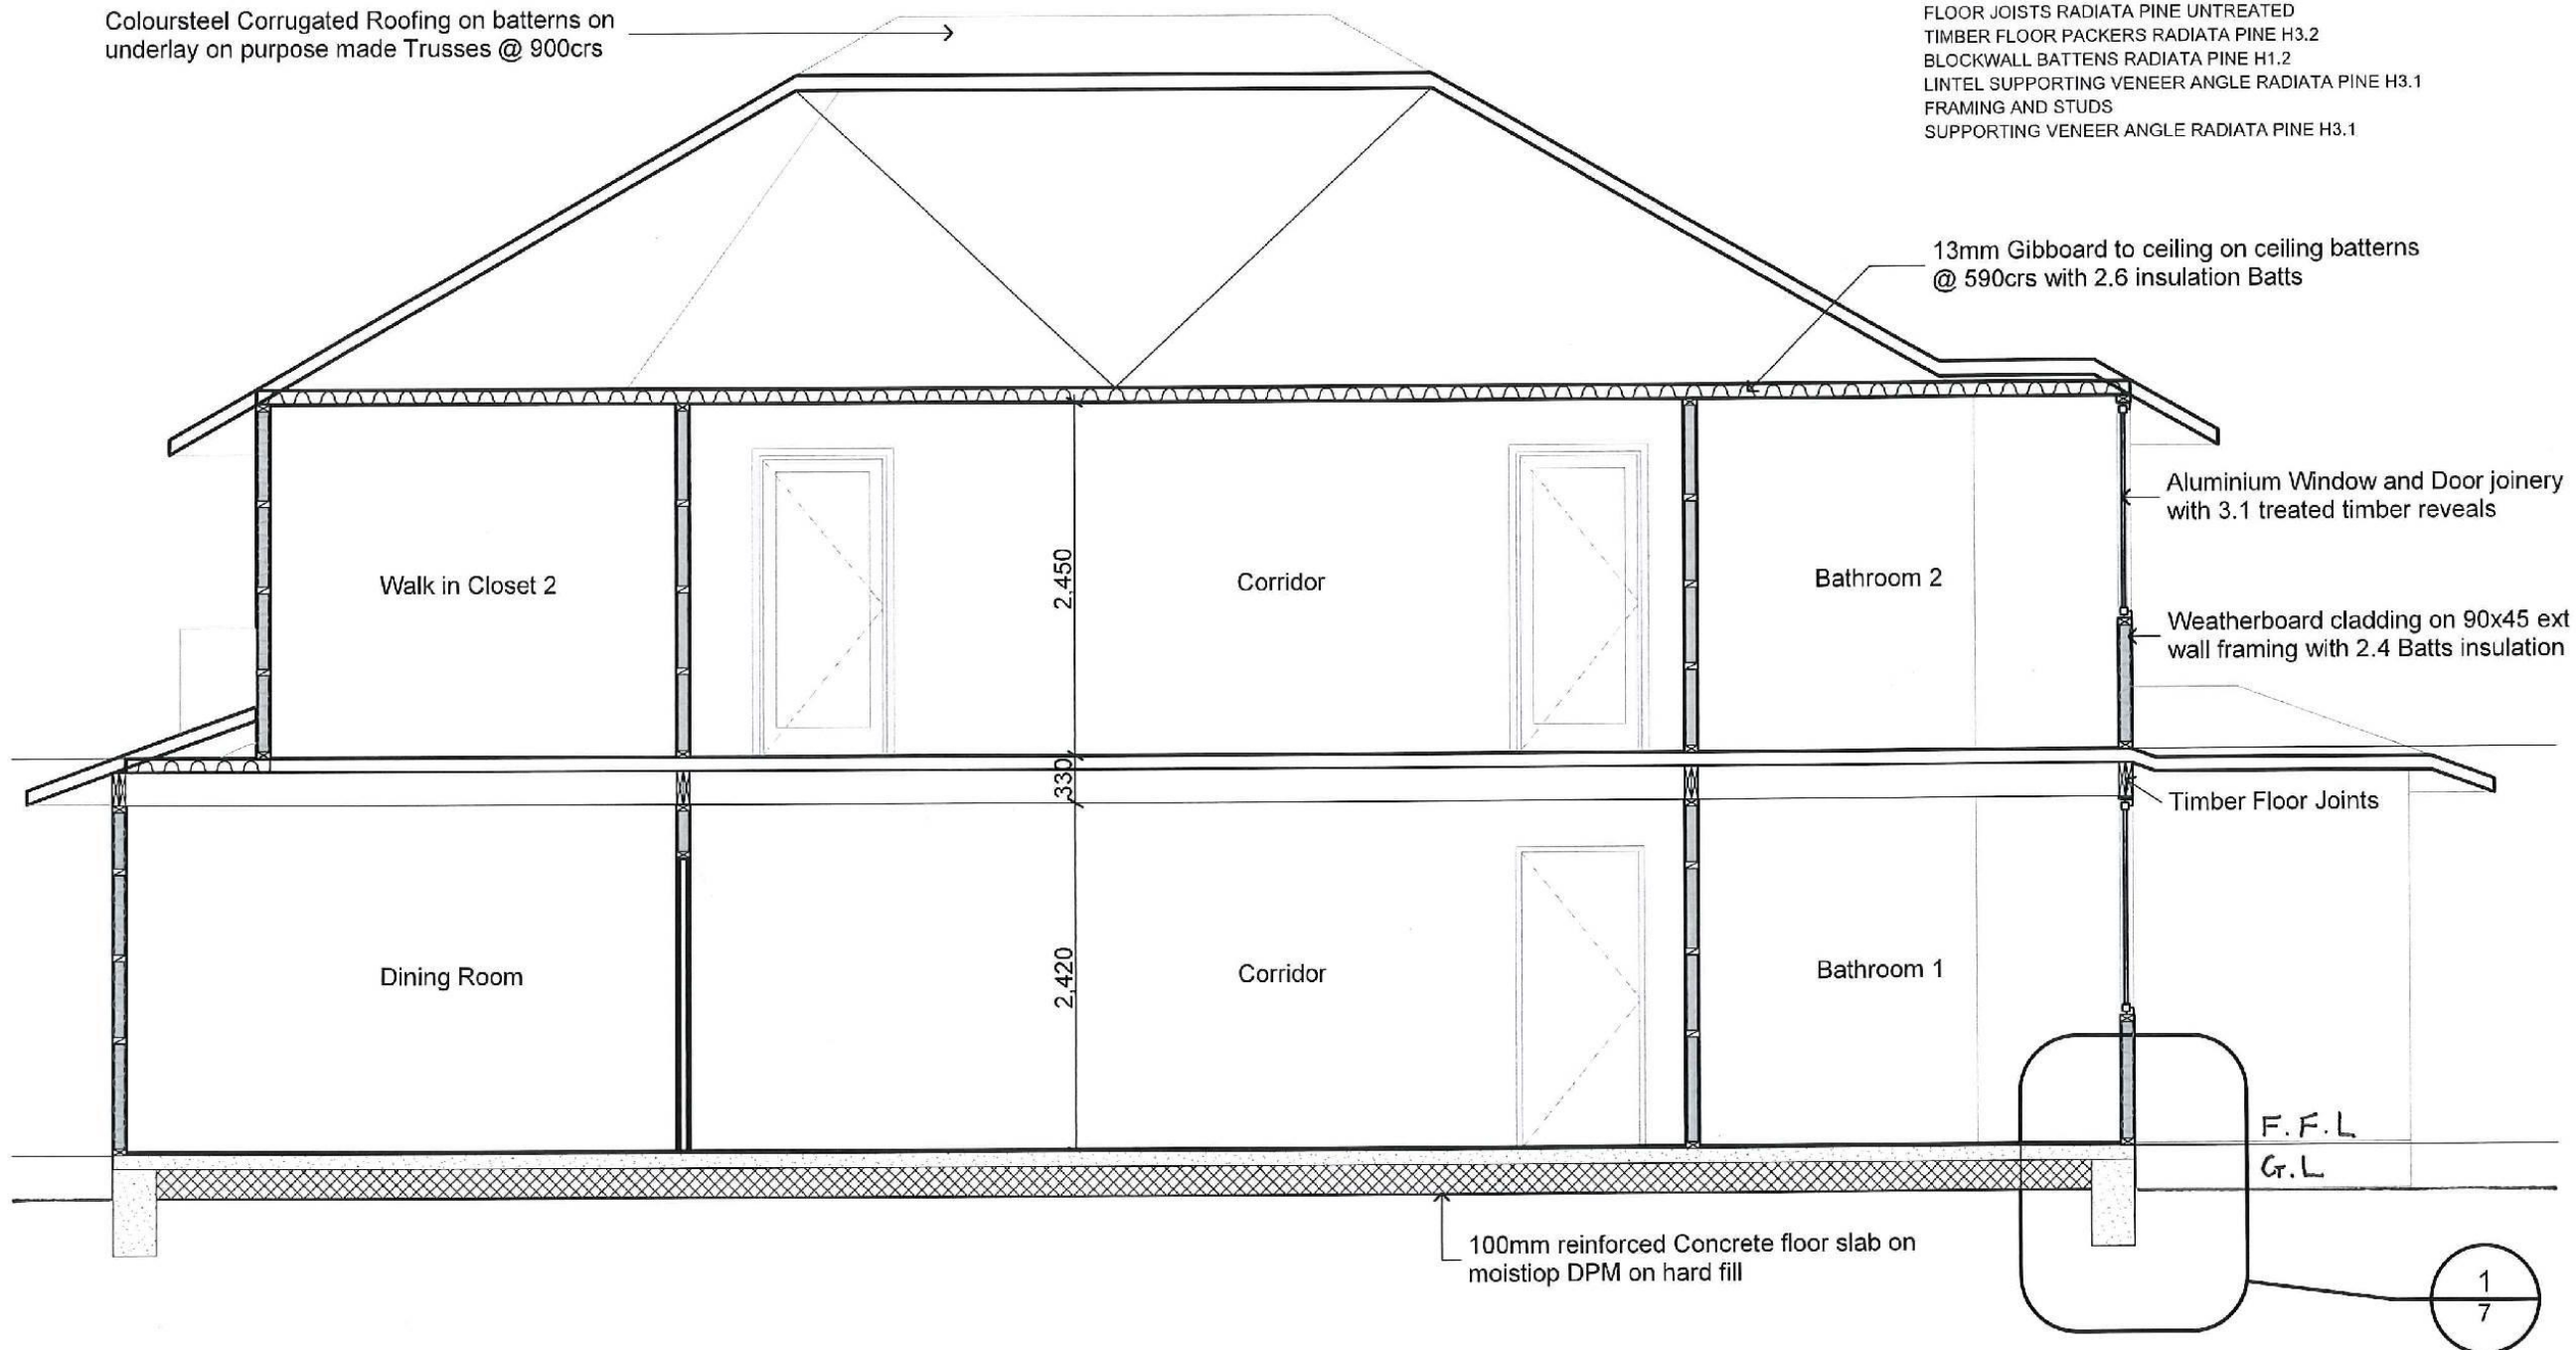 Coloursteel Corrugated Roofing on batterns on
underlay on purpose made Trusses @ 900crs
FLOOR JOISTS RADIATA PINE UNTREATED
TIMBER FLOOR PACKERS RADIATA PINE H3.2
BLOCKWALL BATTENS RADIATA PINE H1.2
LINTEL SUPPORTING VENEER ANGLE RADIATA PINE H3.1
FRAMING AND STUDS
SUPPORTING VENEER ANGLE RADIATA PINE H3.1
13mm Gibboard to ceiling on ceiling batterns
@ 590crs with 2.6 insulation Batts
Aluminium Window and Door joinery
with 3.1 treated timber reveals
Walk in Closet 2
2,450
Corridor
Bathroom 2
Weatherboard cladding on 90x45 ext
wall framing with 2.4 Batts insulation
330
Timber Floor Joints
Dining Room
2,420
Corridor
Bathroom 1
F.F.L
G.L
100mm reinforced Concrete floor slab on
moistiop DPM on hard fill
1
7